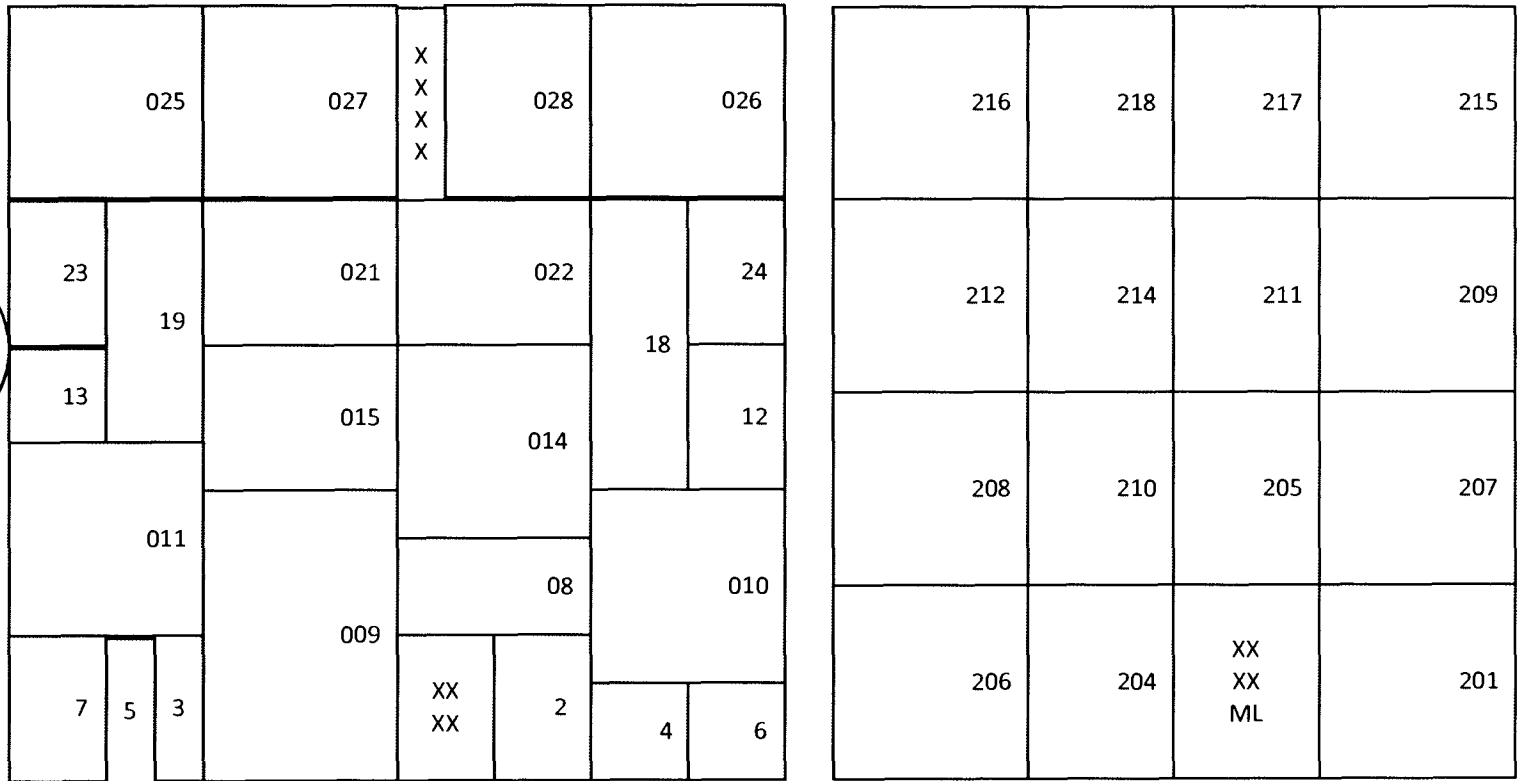 025 027 X X X X 028 026
23 19 021 022 18 24
13 015 014 12
011 009 08 010
7 5 3 XX XX 2 4 6
216 218 217 215
212 214 211 209
208 210 205 207
206 204 XX XX ML 201